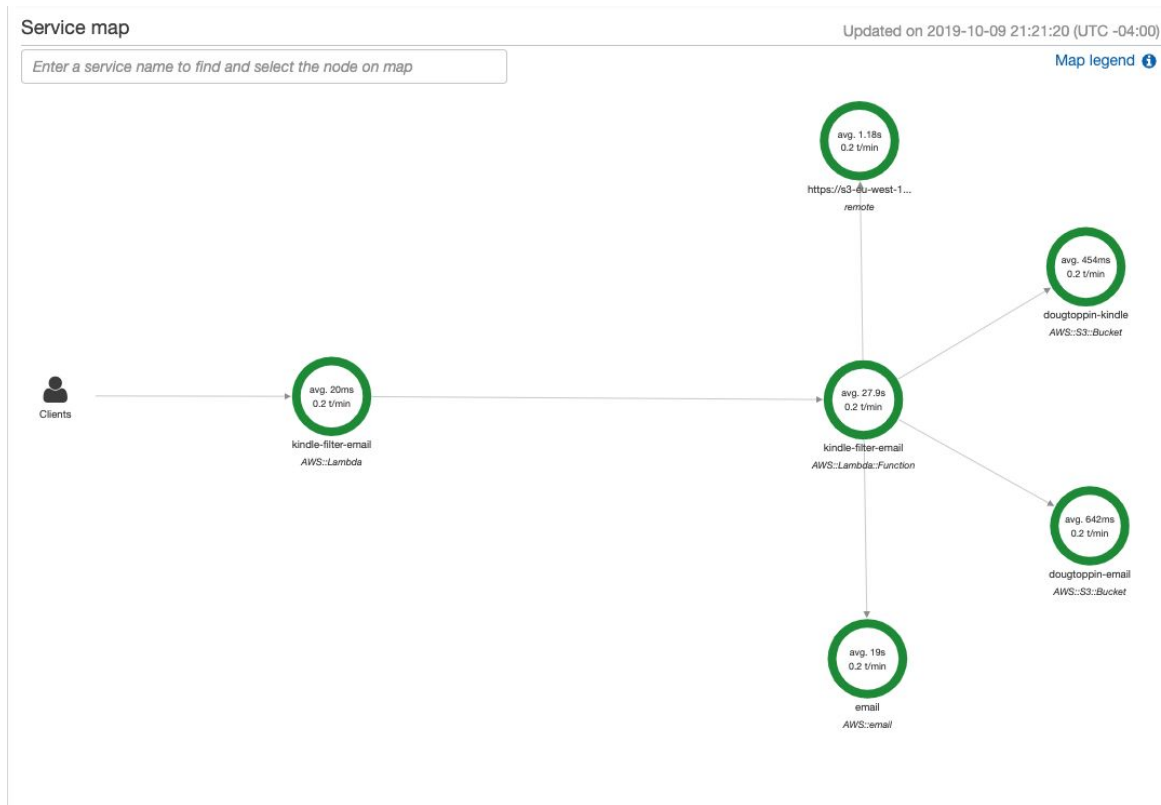 Service map
Updated on 2019-10-09 21:21:20 (UTC -04:00)
Enter a service name to find and select the node on map
Map legend
avg. 1.18s
0.2 t/min
https://s3-eu-west-1...
remote
avg. 454ms
0.2 t/min
dougtoppin-kindle
AWS::S3::Bucket
Clients
avg. 20ms
0.2 t/min
kindle-filter-email
AWS::Lambda
avg. 27.9s
0.2 t/min
kindle-filter-email
AWS::Lambda::Function
avg. 642ms
0.2 t/min
dougtoppin-email
AWS::S3::Bucket
avg. 19s
0.2 t/min
email
AWS::email